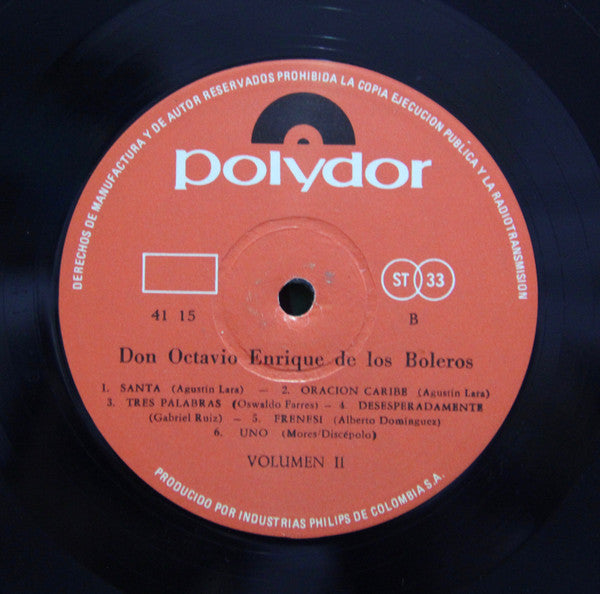 DERECHOS DE MANUFACTURA Y DE AUTOR RESERVADOS PROHIBIDA LA COPIA EJECUCION PUBLICA Y LA RADIOTRANSMISION
polydor
ST 33
41 15
B
Don Octavio Enrique de los Boleros
1. SANTA (Agustín Lara) — 2. ORACION CARIBE (Agustín Lara)
3. TRES PALABRAS (Oswaldo Farres) — 4. DESESPERADAMENTE
(Gabriel Ruiz) — 5. FRENESI (Alberto Domínguez)
6. UNO (Mores/Discépolo)
VOLUMEN II
PRODUCIDO POR INDUSTRIAS PHILIPS DE COLOMBIA S.A.